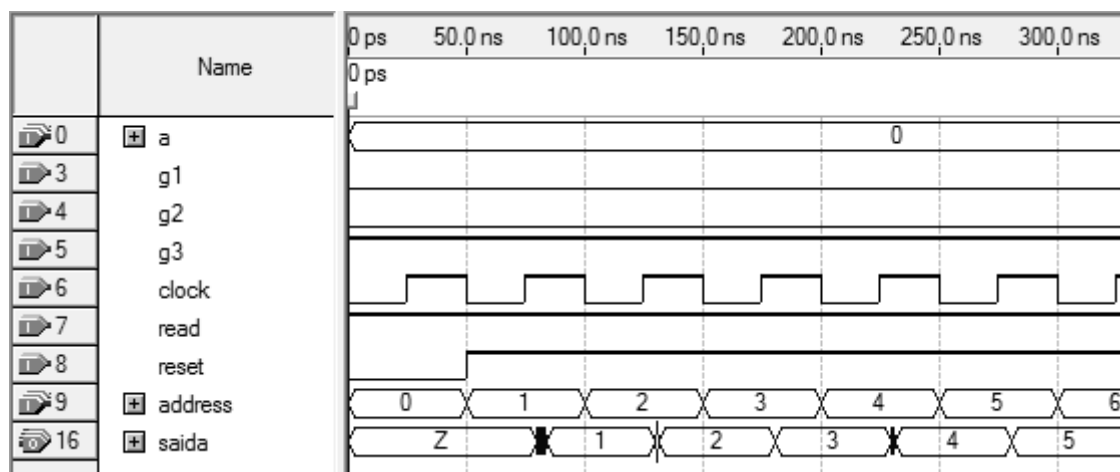 Name
0 ps 50.0 ns 100.0 ns 150.0 ns 200.0 ns 250.0 ns 300.0 ns
0 ps
0 a 0
3 g1
4 g2
5 g3
6 clock
7 read
8 reset
9 address 0 1 2 3 4 5 6
16 saida Z 1 2 3 4 5